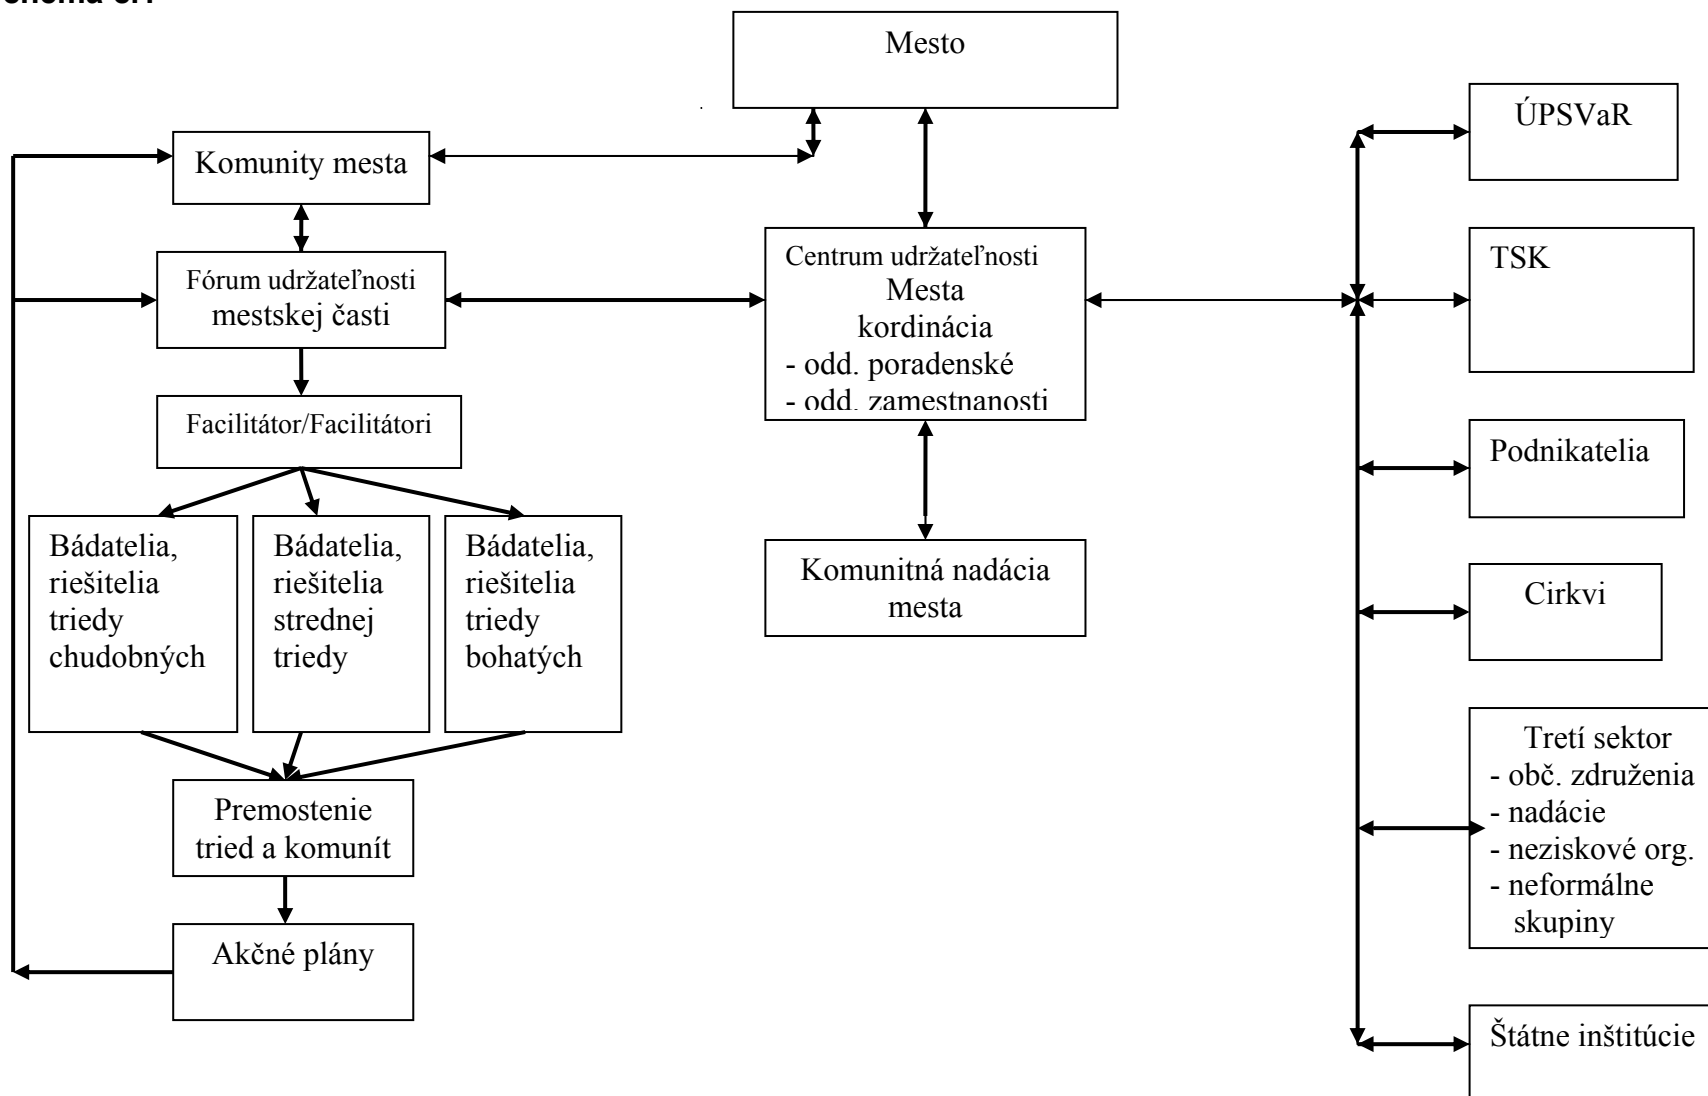 Mesto
ÚPSVaR
Komunity mesta
TSK
Fórum udržateľnosti
mestskej časti
Centrum udržateľnosti
Mesta
kordinácia
- odd. poradenské
- odd. zamestnanosti
Facilitátor/Facilitátori
Podnikatelia
Bádatelia,
riešitelia
triedy
chudobných
Bádatelia,
riešitelia
strednej
triedy
Bádatelia,
riešitelia
triedy
bohatých
Komunitná nadácia
mesta
Cirkvi
Tretí sektor
- obč. združenia
- nadácie
- neziskové org.
- neformálne
skupiny
Premostenie
tried a komunít
Akčné plány
Štátne inštitúcie